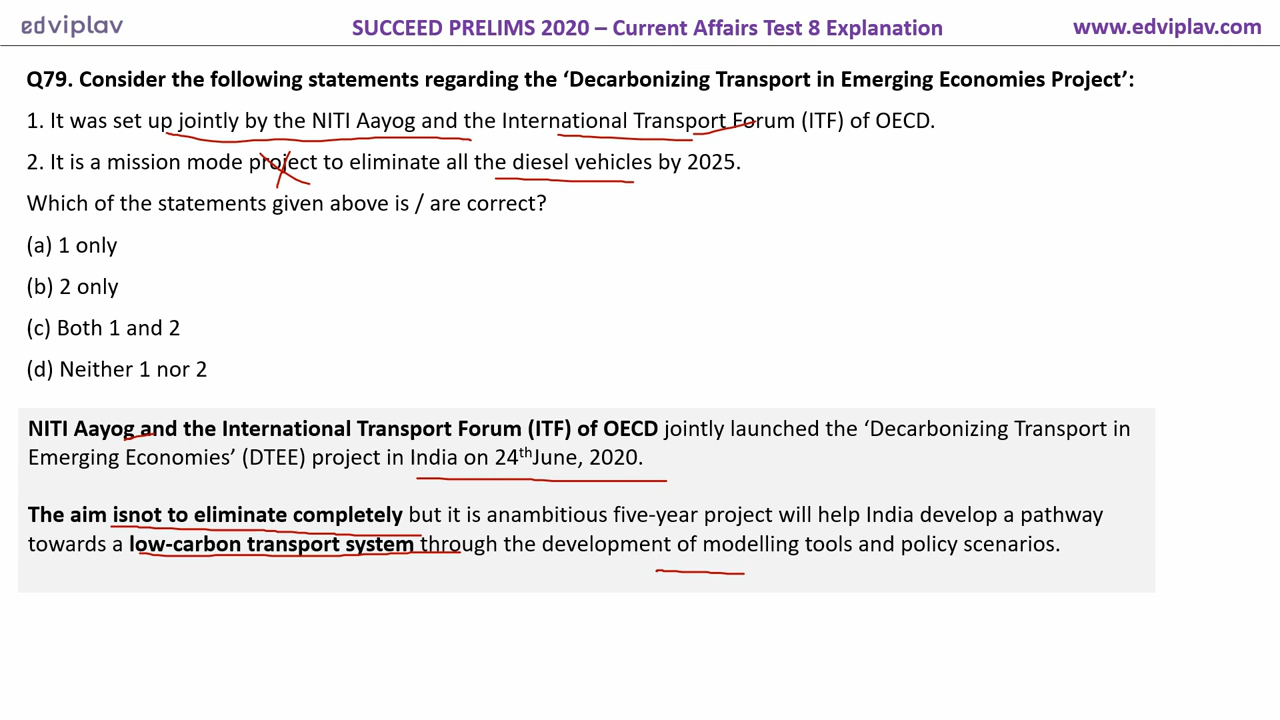 edviplav
SUCCEED PRELIMS 2020 – Current Affairs Test 8 Explanation
www.edviplav.com
Q79. Consider the following statements regarding the ‘Decarbonizing Transport in Emerging Economies Project’:
1. It was set up jointly by the NITI Aayog and the International Transport Forum (ITF) of OECD.
2. It is a mission mode project to eliminate all the diesel vehicles by 2025.
Which of the statements given above is / are correct?
(a) 1 only
(b) 2 only
(c) Both 1 and 2
(d) Neither 1 nor 2
NITI Aayog and the International Transport Forum (ITF) of OECD jointly launched the ‘Decarbonizing Transport in
Emerging Economies’ (DTEE) project in India on 24thJune, 2020.
The aim isnot to eliminate completely but it is anambitious five-year project will help India develop a pathway
towards a low-carbon transport system through the development of modelling tools and policy scenarios.